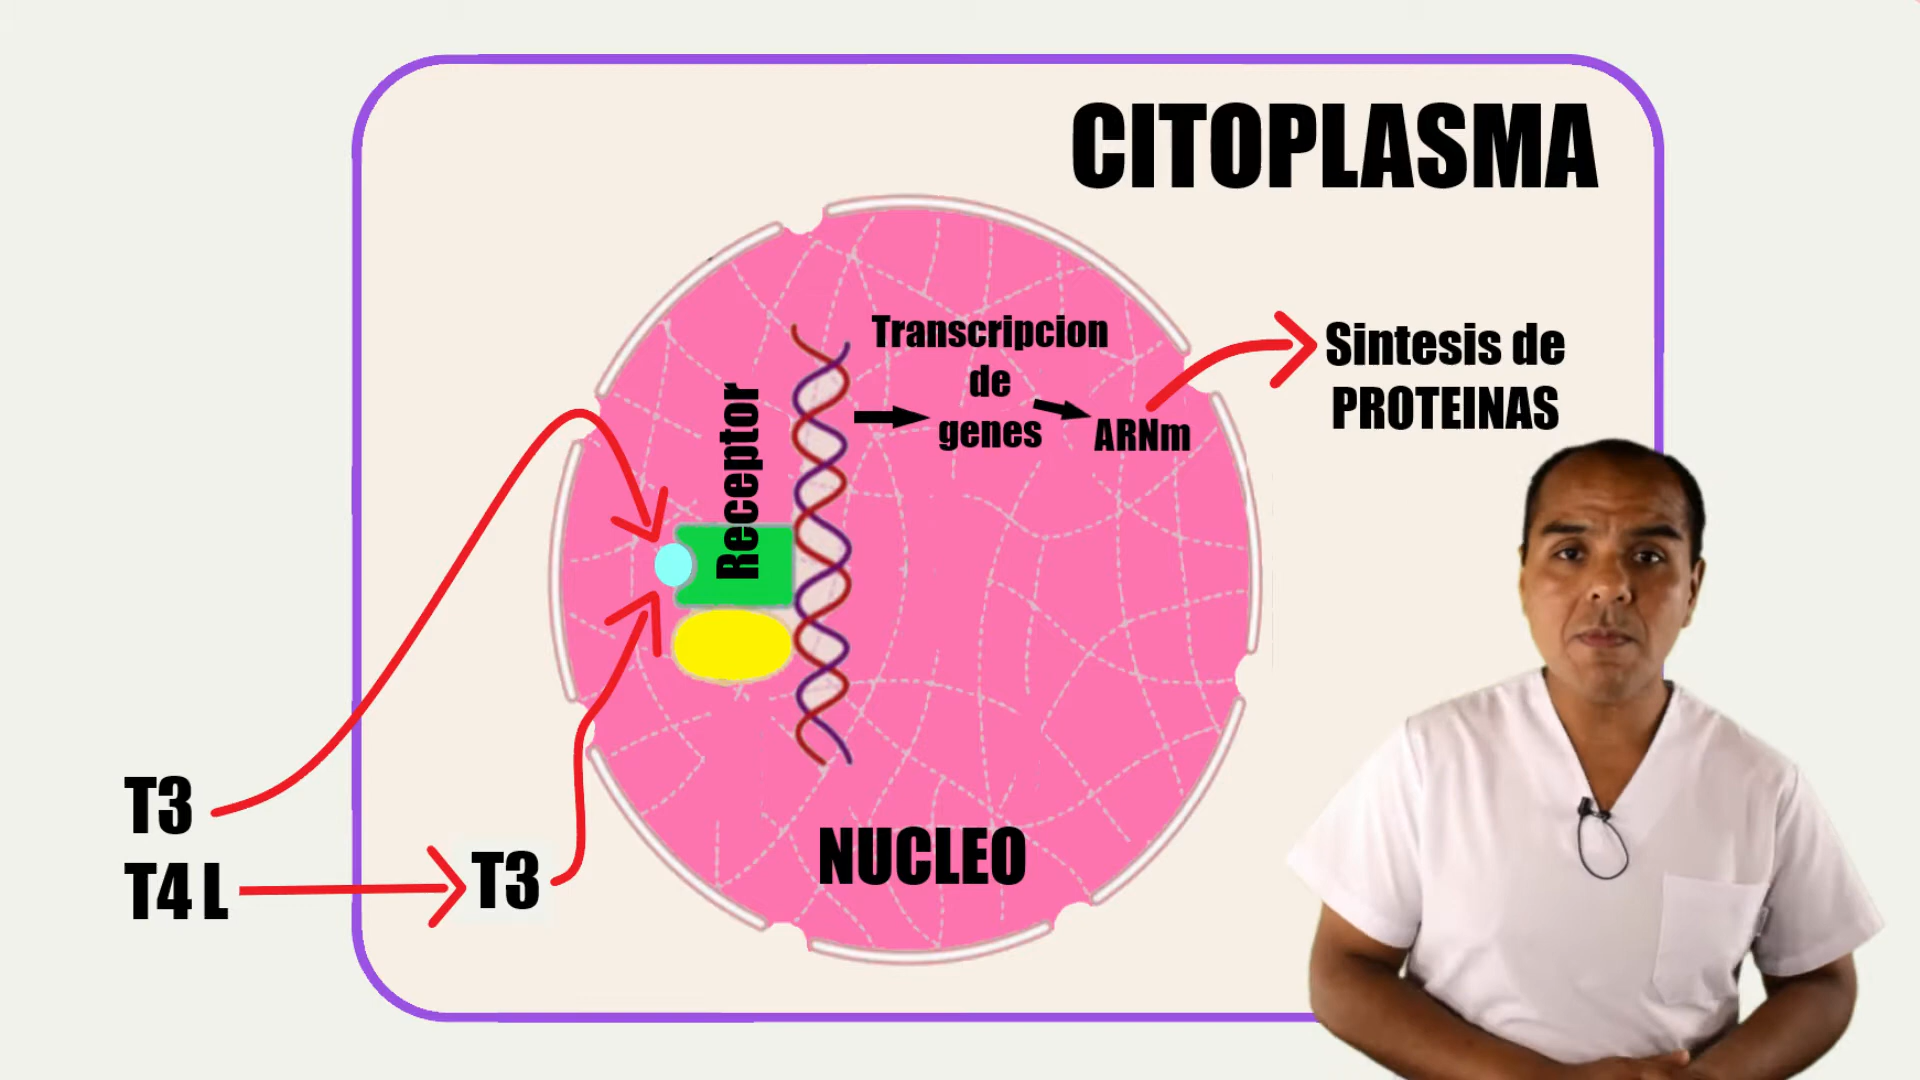 CITOPLASMA
Transcripcion
de
genes
ARNm
Sintesis de
PROTEINAS
Receptor
T3
T4 L
T3
NUCLEO